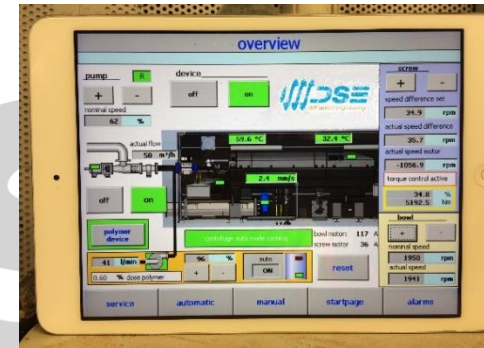 overview
pump R
+ -
nominal speed
62 %
device
off on
DSE
screw
+ -
speed difference set
34.9 rpm
actual speed difference
35.7 rpm
actual speed motor
-1056.9 rpm
torque control active
34.8 %
5192.5 Nm
actual flow
50 m³/h
59.6 °C
32.4 °C
2.4 mm/s
off on
polymer
device
centrifuge auto mode running
bowl motor: 117 A
screw motor 36 A
bowl
+ -
nominal speed
1950 rpm
actual speed
1941 rpm
41 l/min
0.60 % dose polymer
96 %
+ -
auto
ON
reset
service automatic manual startpage alarms